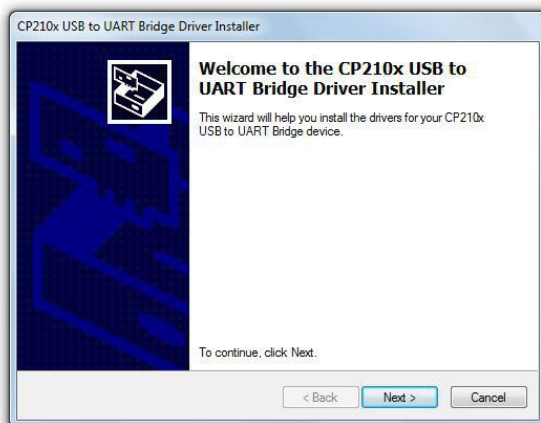 CP210x USB to UART Bridge Driver Installer
Welcome to the CP210x USB to
UART Bridge Driver Installer
This wizard will help you install the drivers for your CP210x
USB to UART Bridge device.
To continue, click Next.
< Back
Next >
Cancel